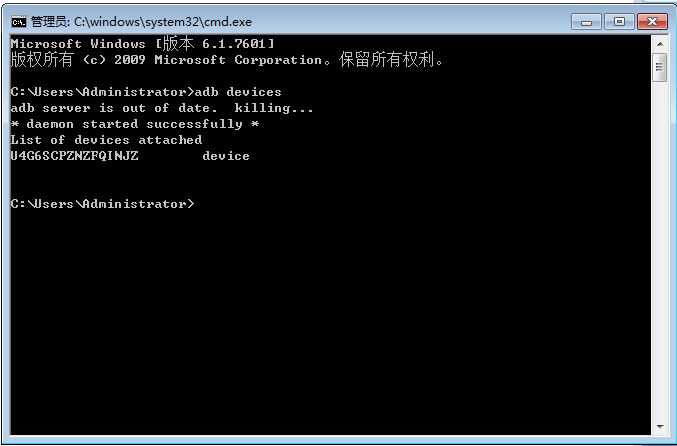 管理员: C:\windows\system32\cmd.exe
Microsoft Windows [版本 6.1.7601]
版权所有 (c) 2009 Microsoft Corporation。保留所有权利。
C:\Users\Administrator>adb devices
adb server is out of date.  killing...
* daemon started successfully *
List of devices attached
U4G6SCPZNZFQINJZ        device
C:\Users\Administrator>